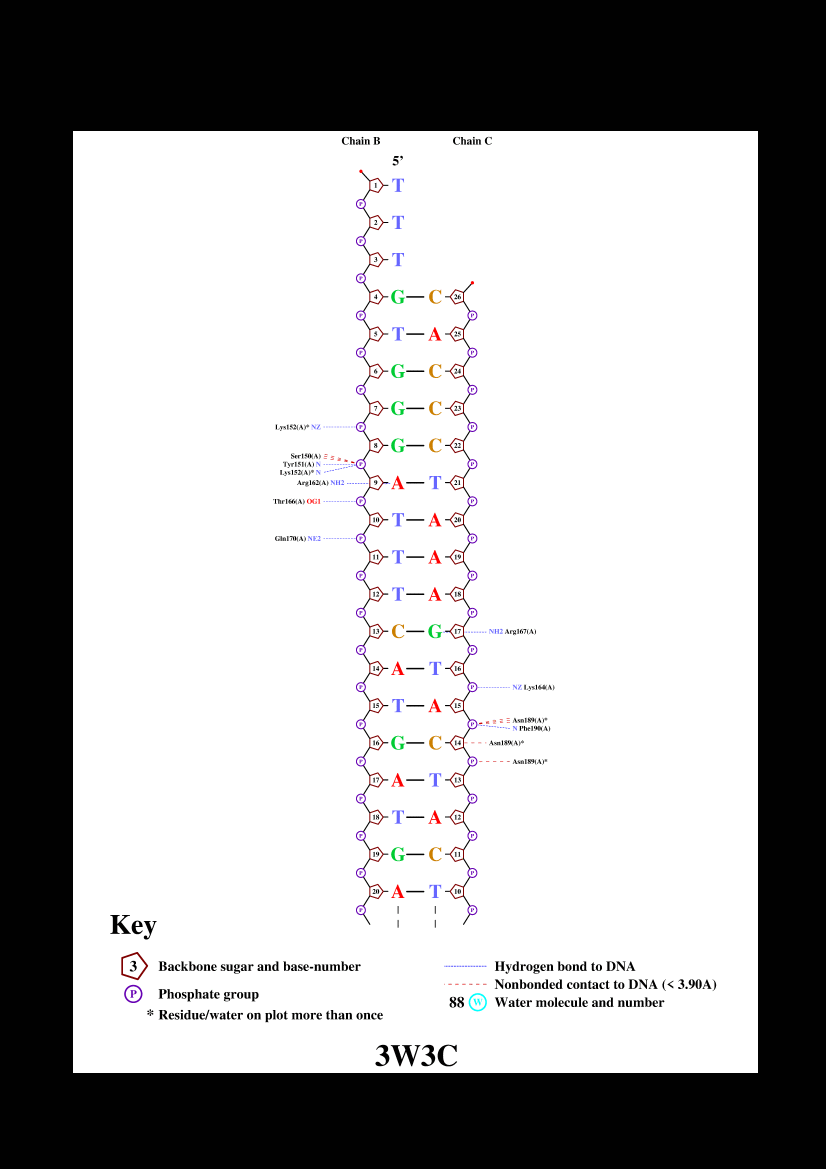 Chain B Chain C
5’
1 T
P
2 T
P
3 T
P
4 G C 26
P P
5 T A 25
P P
6 G C 24
P P
7 G C 23
Lys152(A)* NZ P P
8 G C 22
Ser150(A)
Tyr151(A) N P P
Lys152(A)* N
Arg162(A) NH2 9 A T 21
Thr166(A) OG1 P P
10 T A 20
Gln170(A) NE2 P P
11 T A 19
P P
12 T A 18
P P
13 C G 17 NH2 Arg167(A)
P P
14 A T 16
P P NZ Lys164(A)
15 T A 15
P P Asn189(A)*
N Phe190(A)
16 G C 14 Asn189(A)*
P P Asn189(A)*
17 A T 13
P P
18 T A 12
P P
19 G C 11
P P
20 A T 10
P P
Key
3 Backbone sugar and base-number
P Phosphate group
* Residue/water on plot more than once
Hydrogen bond to DNA
Nonbonded contact to DNA (< 3.90A)
88 W Water molecule and number
3W3C